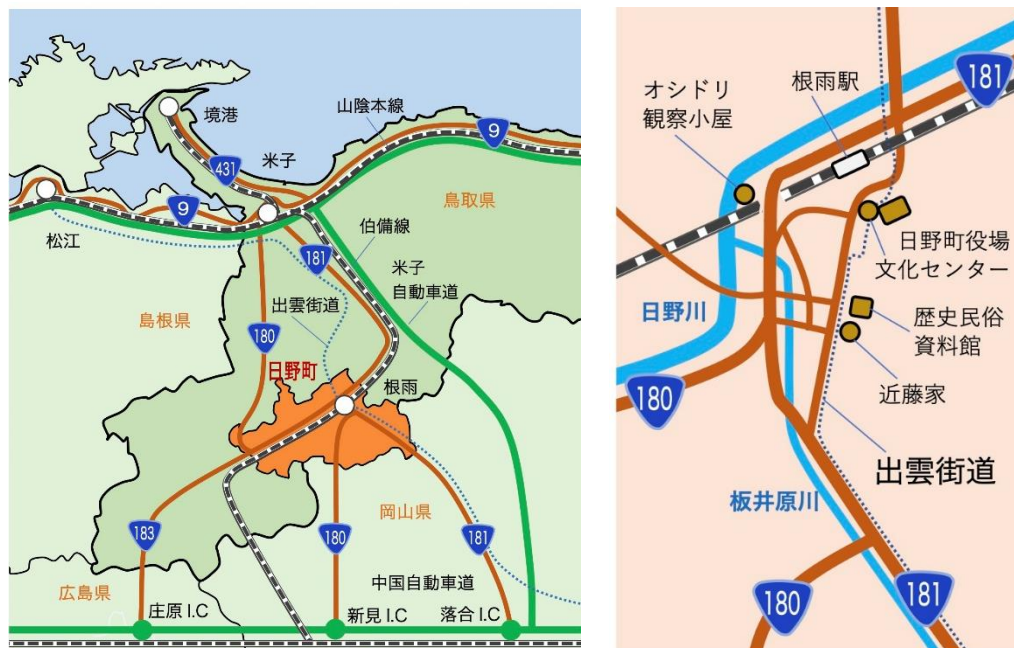 境港
山陰本線
9
431
米子
9
鳥取県
松江
伯備線
181
米子
自動車道
島根県
出雲街道
180
日野町
根雨
岡山県
183
180
181
広島県
中国自動車道
庄原 I.C
新見 I.C
落合 I.C
181
根雨駅
オシドリ
観察小屋
日野町役場
文化センター
日野川
歴史民俗
資料館
180
近藤家
出雲街道
板井原川
180
181